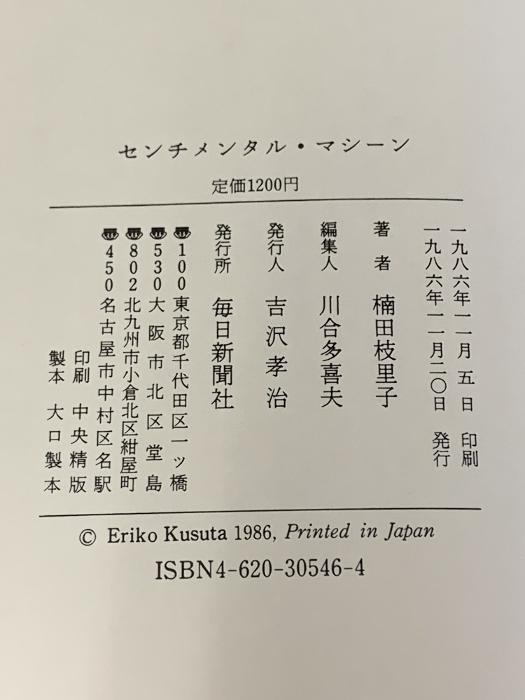 センチメンタル・マシーン
定価1200円
一九八六年一一月 五 日 印刷
一九八六年一一月二〇日 発行
著者 楠田枝里子
編集人 川合多喜夫
発行人 吉沢孝治
発行所 毎日新聞社
〠100 東京都千代田区一ッ橋
〠530 大阪市北区堂島
〠802 北九州市小倉北区紺屋町
〠450 名古屋市中村区名駅
印刷 中央精版
製本 大口製本
© Eriko Kusuta 1986, Printed in Japan
ISBN4-620-30546-4